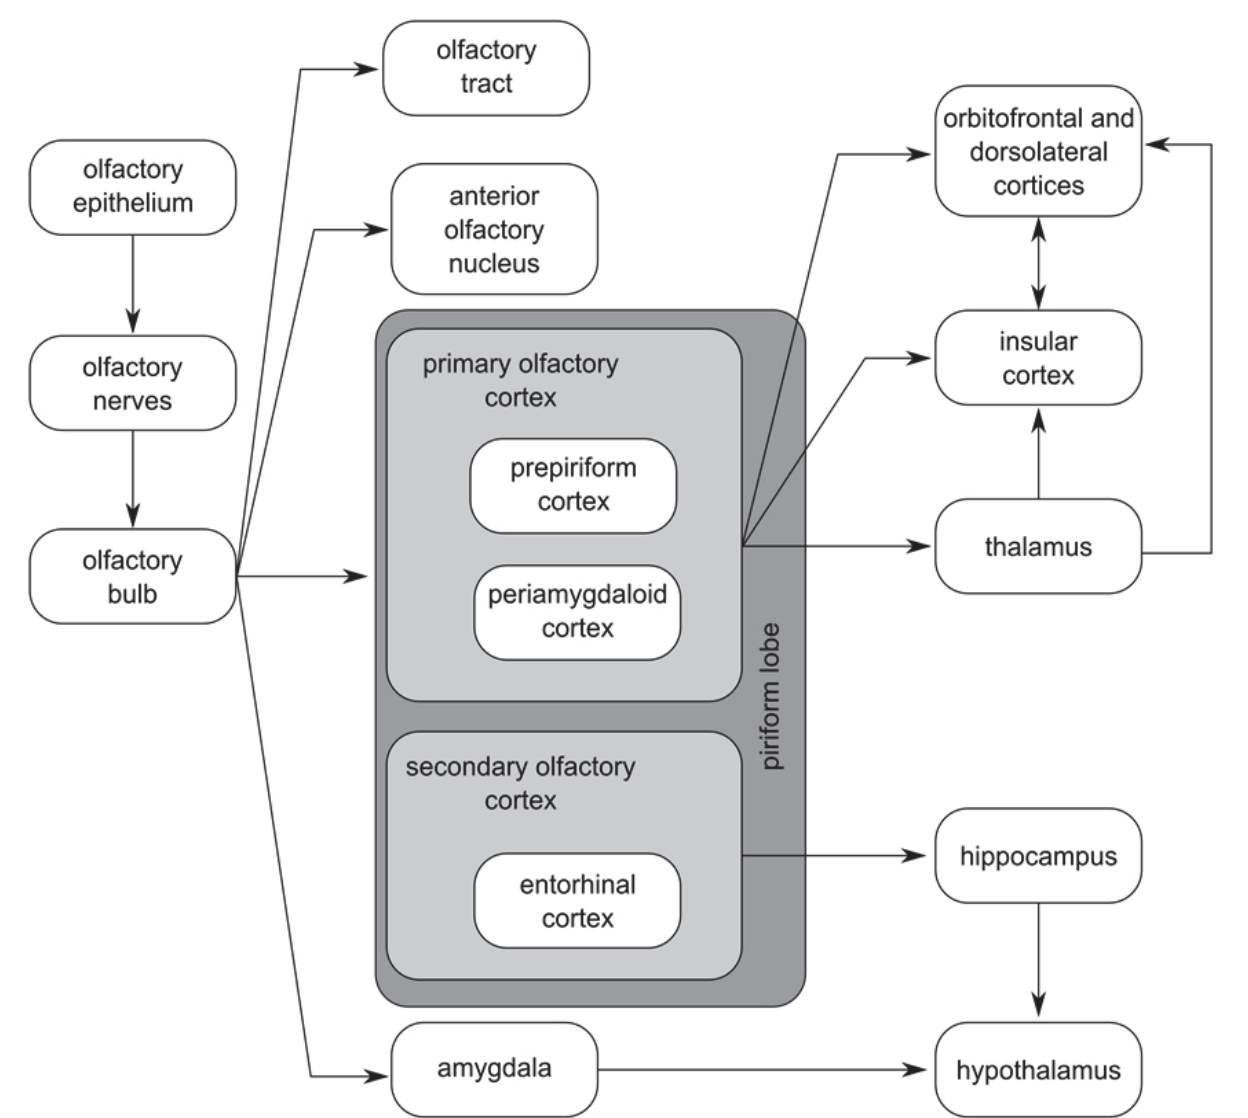 olfactory
epithelium
olfactory
nerves
olfactory
bulb
olfactory
tract
anterior
olfactory
nucleus
primary olfactory
cortex
prepiriform
cortex
periamygdaloid
cortex
secondary olfactory
cortex
entorhinal
cortex
piriform lobe
amygdala
orbitofrontal and
dorsolateral
cortices
insular
cortex
thalamus
hippocampus
hypothalamus